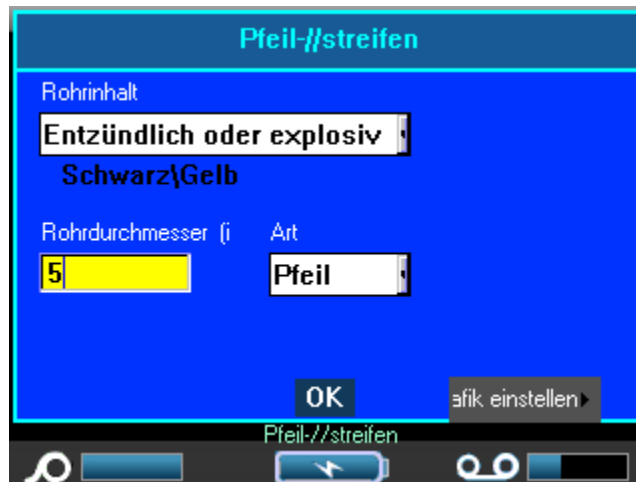 Pfeil-//streifen
Rohrinhalt
Entzündlich oder explosiv
Schwarz\Gelb
Rohrdurchmesser (i
Art
5
Pfeil
OK
afik einstellen
Pfeil-//streifen